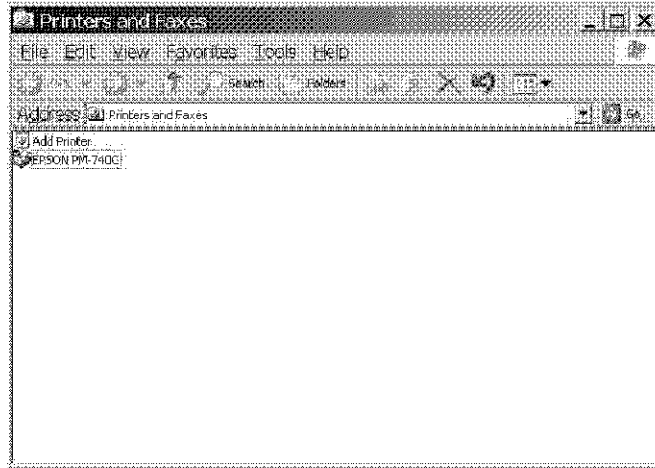 Printers and Faxes
File Edit View Favorites Tools Help
Search Folders
Address Printers and Faxes Go
Add Printer
EPSON PM-740C